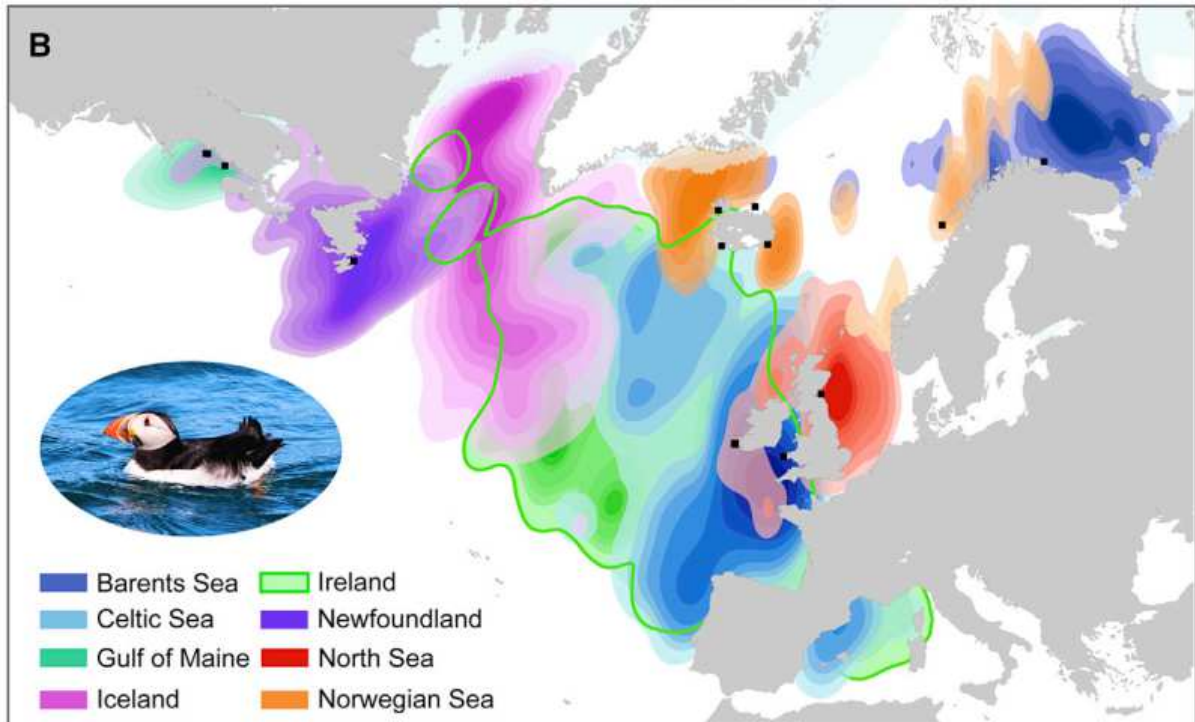 B
Barents Sea
Celtic Sea
Gulf of Maine
Iceland
Ireland
Newfoundland
North Sea
Norwegian Sea